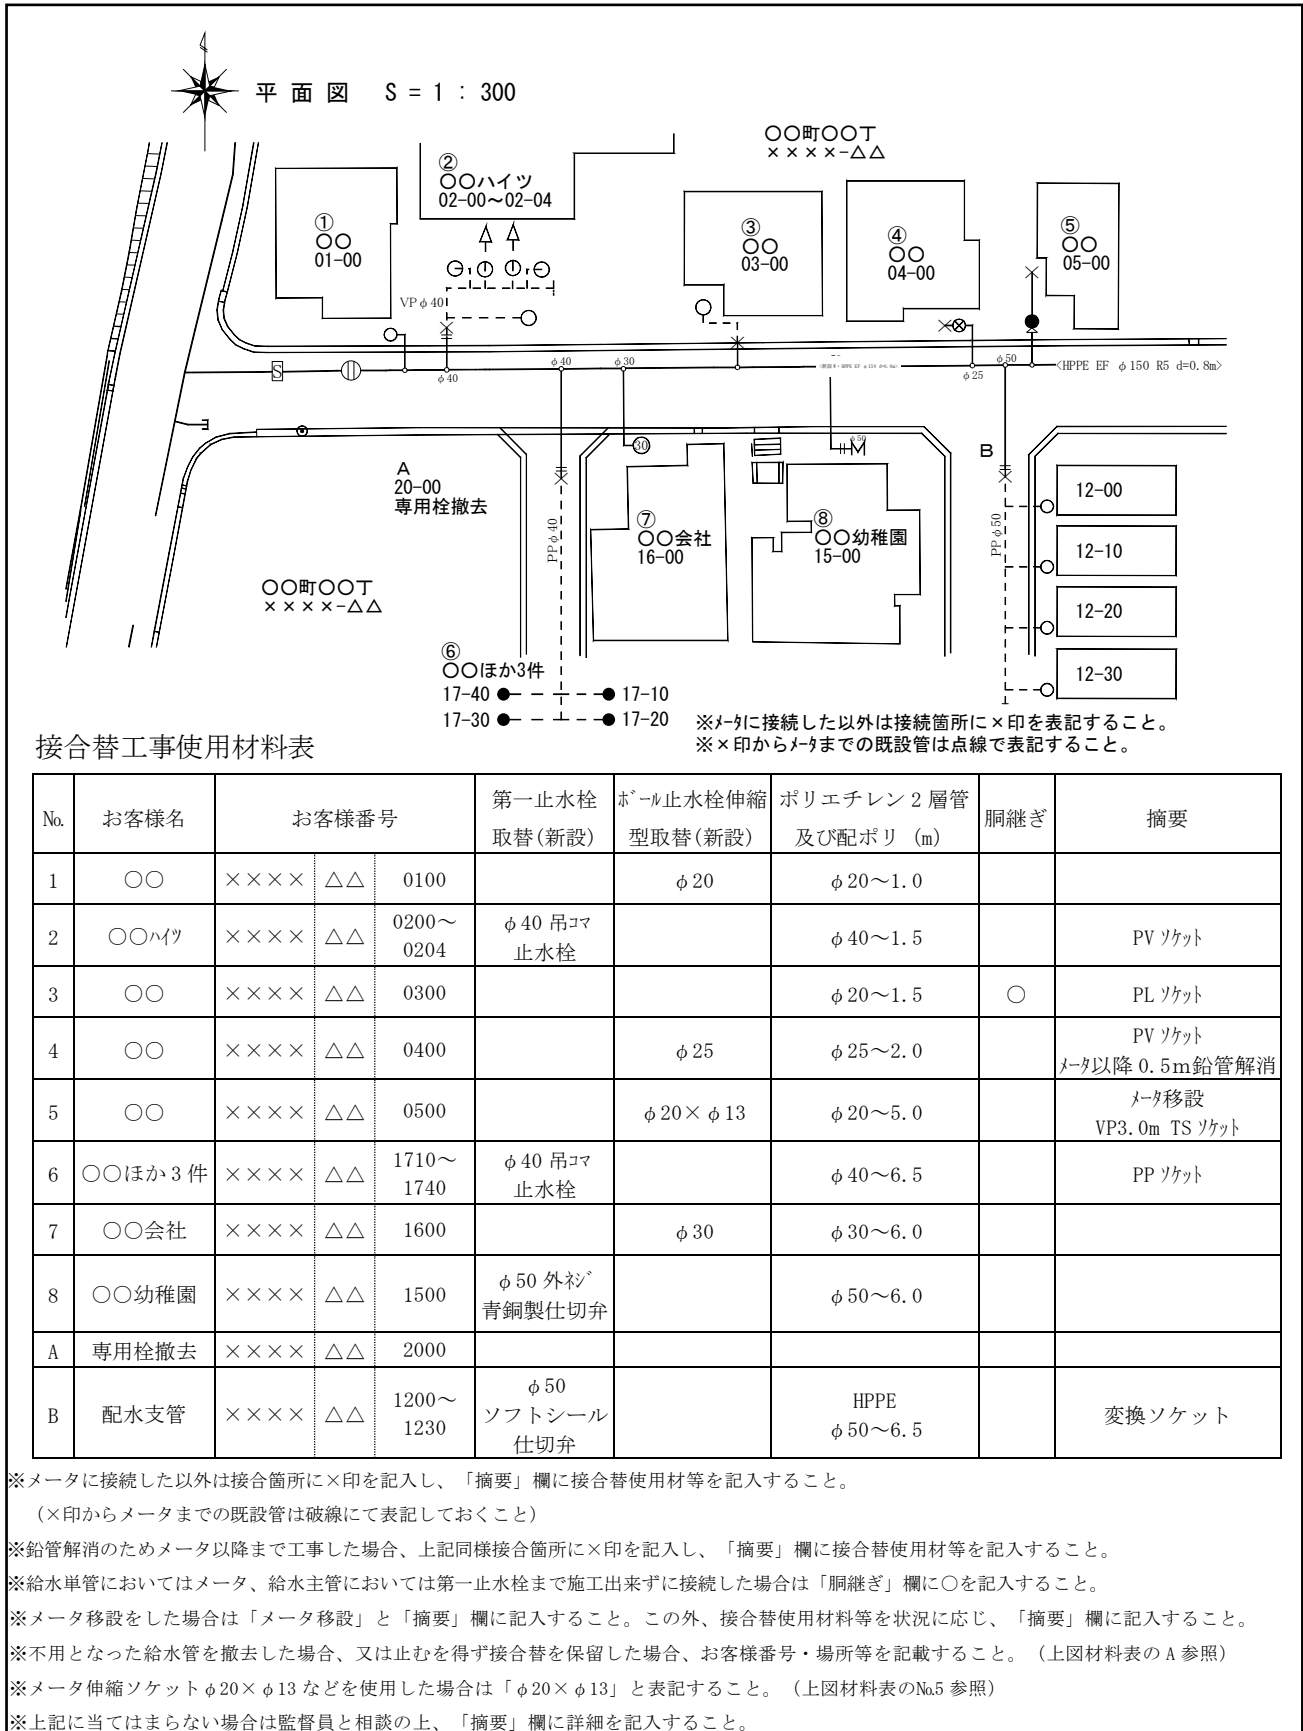 平面図 S=1:300
○○町○○丁
××××-△△
①
○○
01-00
②
○○ハイツ
02-00～02-04
③
○○
03-00
④
○○
04-00
⑤
○○
05-00
VPφ40
S
φ40
φ40
φ30
φ25
φ50
<HPPE EF φ150 R5 d=0.8m>
A
20-00
専用栓撤去
30
φ50
B
PPφ40
⑦
○○会社
16-00
⑧
○○幼稚園
15-00
PPφ50
12-00
12-10
12-20
12-30
○○町○○丁
××××-△△
⑥
○○ほか3件
17-40
17-10
17-30
17-20
※ﾒｰﾀに接続した以外は接続箇所に×印を表記すること。
※×印からﾒｰﾀまでの既設管は点線で表記すること。
接合替工事使用材料表
№ お客様名 お客様番号 第一止水栓取替(新設) ﾎﾞｰﾙ止水栓伸縮型取替(新設) ポリエチレン2層管及び配ポリ (m) 胴継ぎ 摘要
1 ○○ ×××× △△ 0100 φ20 φ20～1.0
2 ○○ﾊｲﾂ ×××× △△ 0200～0204 φ40 吊ｺﾏ止水栓 φ40～1.5 PV ｿｹｯﾄ
3 ○○ ×××× △△ 0300 φ20～1.5 ○ PL ｿｹｯﾄ
4 ○○ ×××× △△ 0400 φ25 φ25～2.0 PV ｿｹｯﾄ ﾒｰﾀ以降 0.5m鉛管解消
5 ○○ ×××× △△ 0500 φ20×φ13 φ20～5.0 ﾒｰﾀ移設 VP3.0m TS ｿｹｯﾄ
6 ○○ほか3件 ×××× △△ 1710～1740 φ40 吊ｺﾏ止水栓 φ40～6.5 PP ｿｹｯﾄ
7 ○○会社 ×××× △△ 1600 φ30 φ30～6.0
8 ○○幼稚園 ×××× △△ 1500 φ50 外ﾈｼﾞ青銅製仕切弁 φ50～6.0
A 専用栓撤去 ×××× △△ 2000
B 配水支管 ×××× △△ 1200～1230 φ50 ソフトシール仕切弁 HPPE φ50～6.5 変換ソケット
※メータに接続した以外は接合箇所に×印を記入し、「摘要」欄に接合替使用材等を記入すること。
（×印からメータまでの既設管は破線にて表記しておくこと）
※鉛管解消のためメータ以降まで工事した場合、上記同様接合箇所に×印を記入し、「摘要」欄に接合替使用材等を記入すること。
※給水単管においてはメータ、給水主管においては第一止水栓まで施工出来ずに接続した場合は「胴継ぎ」欄に○を記入すること。
※メータ移設をした場合は「メータ移設」と「摘要」欄に記入すること。この外、接合替使用材料等を状況に応じ、「摘要」欄に記入すること。
※不用となった給水管を撤去した場合、又は止むを得ず接合替を保留した場合、お客様番号・場所等を記載すること。（上図材料表のA参照）
※メータ伸縮ソケットφ20×φ13などを使用した場合は「φ20×φ13」と表記すること。（上図材料表の№5参照）
※上記に当てはまらない場合は監督員と相談の上、「摘要」欄に詳細を記入すること。